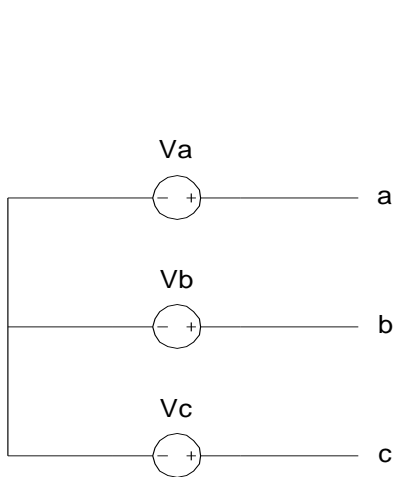 Va
− + a
Vb
− + b
Vc
− + c